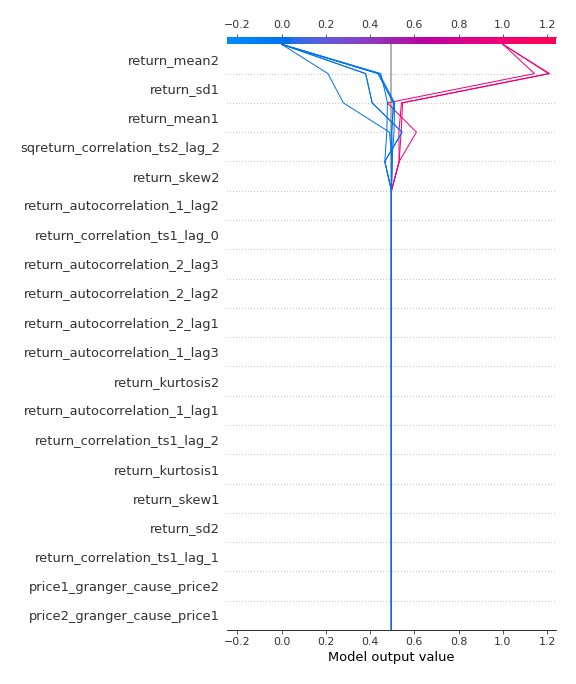 −0.2 0.0 0.2 0.4 0.6 0.8 1.0 1.2
return_mean2
return_sd1
return_mean1
sqreturn_correlation_ts2_lag_2
return_skew2
return_autocorrelation_1_lag2
return_correlation_ts1_lag_0
return_autocorrelation_2_lag3
return_autocorrelation_2_lag2
return_autocorrelation_2_lag1
return_autocorrelation_1_lag3
return_kurtosis2
return_autocorrelation_1_lag1
return_correlation_ts1_lag_2
return_kurtosis1
return_skew1
return_sd2
return_correlation_ts1_lag_1
price1_granger_cause_price2
price2_granger_cause_price1
−0.2 0.0 0.2 0.4 0.6 0.8 1.0 1.2
Model output value